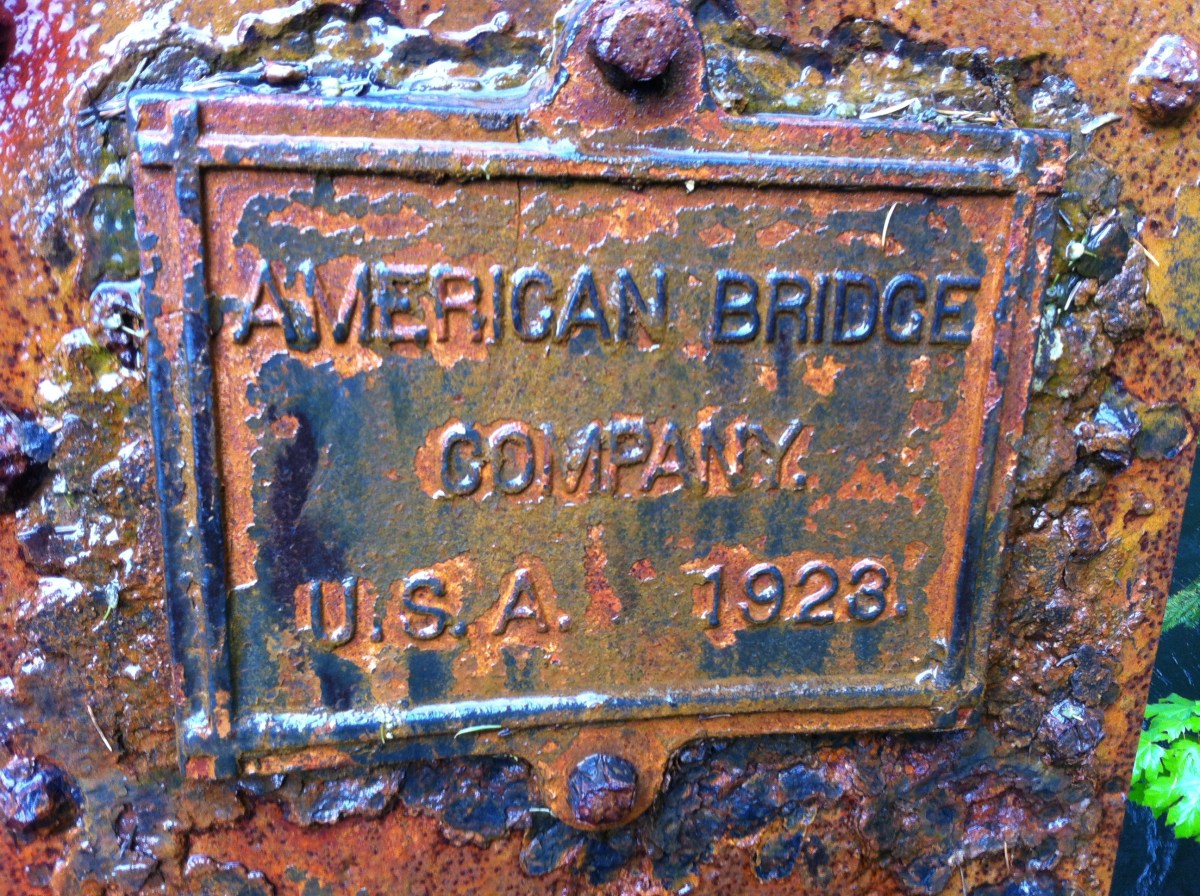 AMERICAN BRIDGE
COMPANY.
U.S.A. 1923.